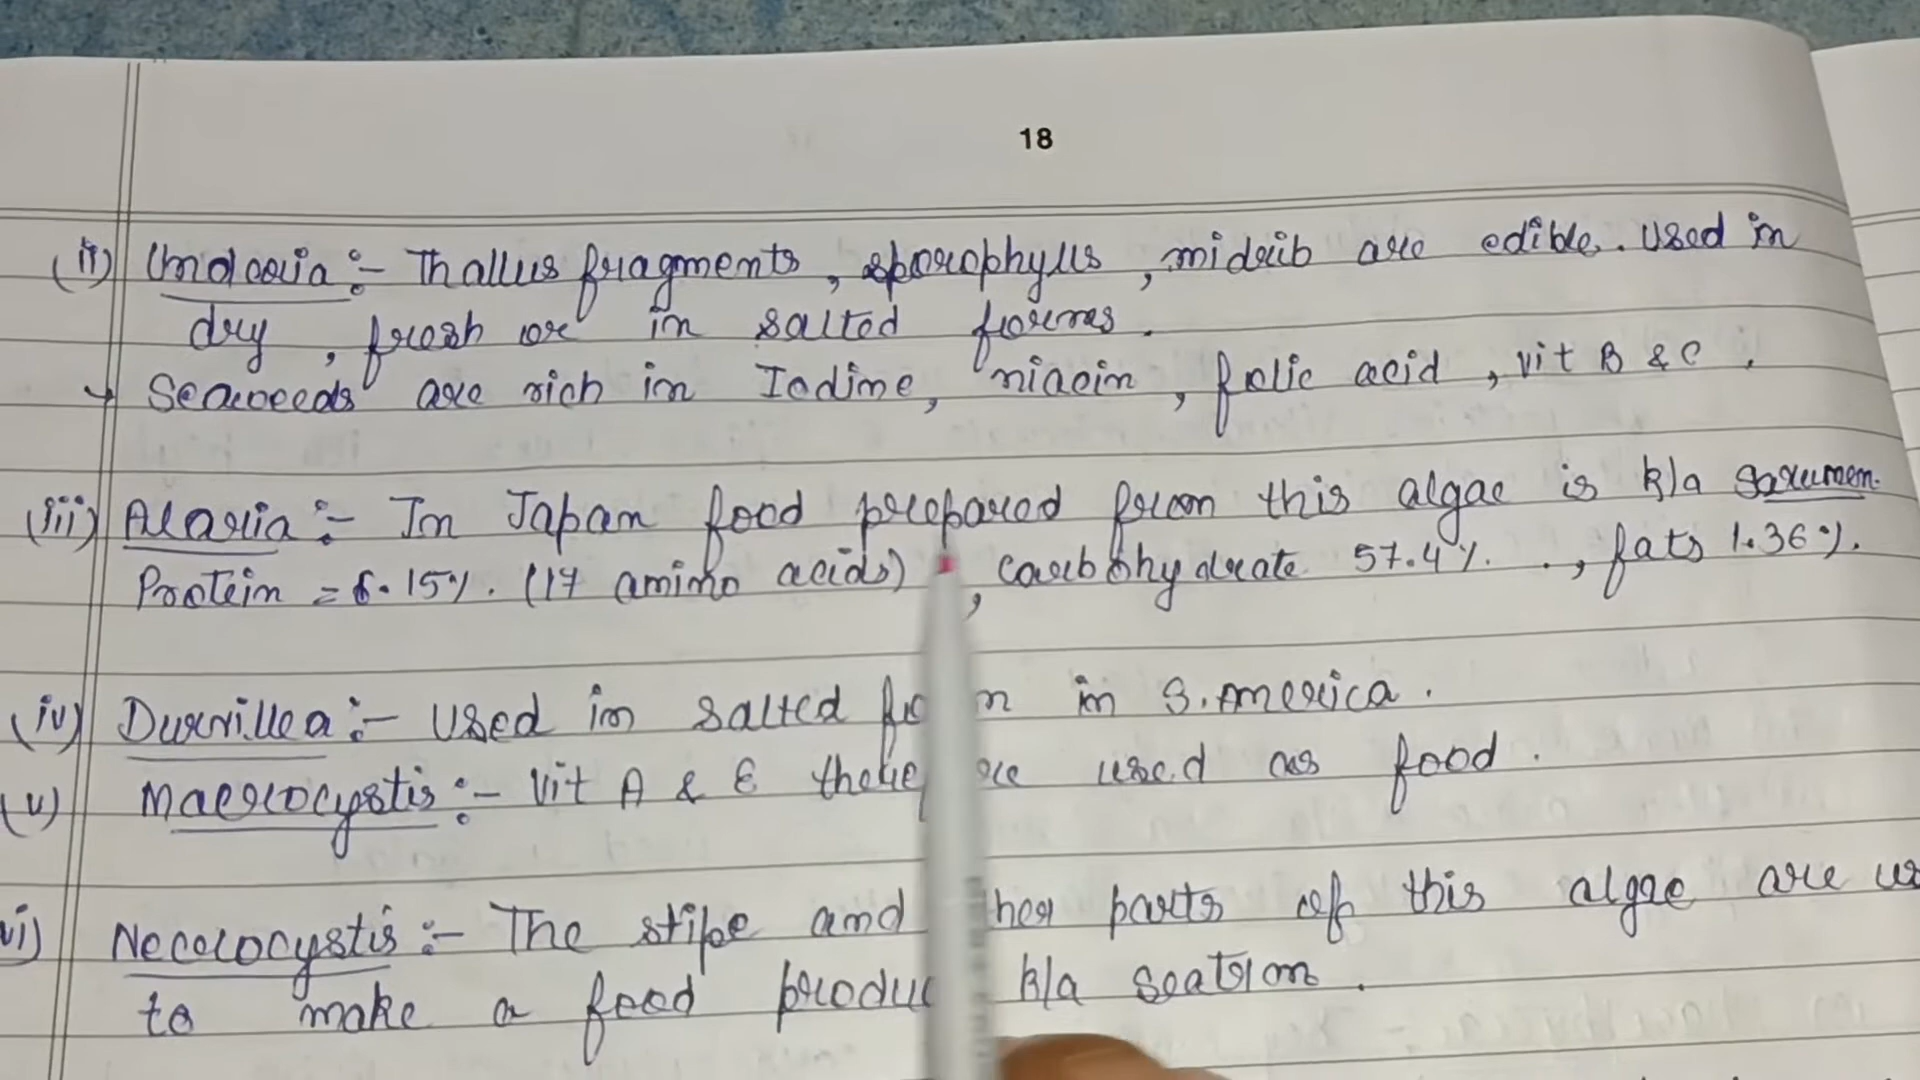 18
(ii) Undaria :- Thallus fragments, sporophylls, midrib are edible. Used in
dry, fresh or in salted forms.
→ Seaweeds are rich in Iodine, niacin, folic acid, vit B & C.
(iii) Alaria :- In Japan food prepared from this algae is k/a Sarumen.
Protein = 6.15%. (17 amino acids), carbohydrate 57.4%., fats 1.36%.
(iv) Durvillea :- Used in salted in S. America.
(v) Macrocystis :- Vit A & E used as food.
vi) Necrocystis :- The stipe and parts of this algae are us
to make a food k/a seatron.